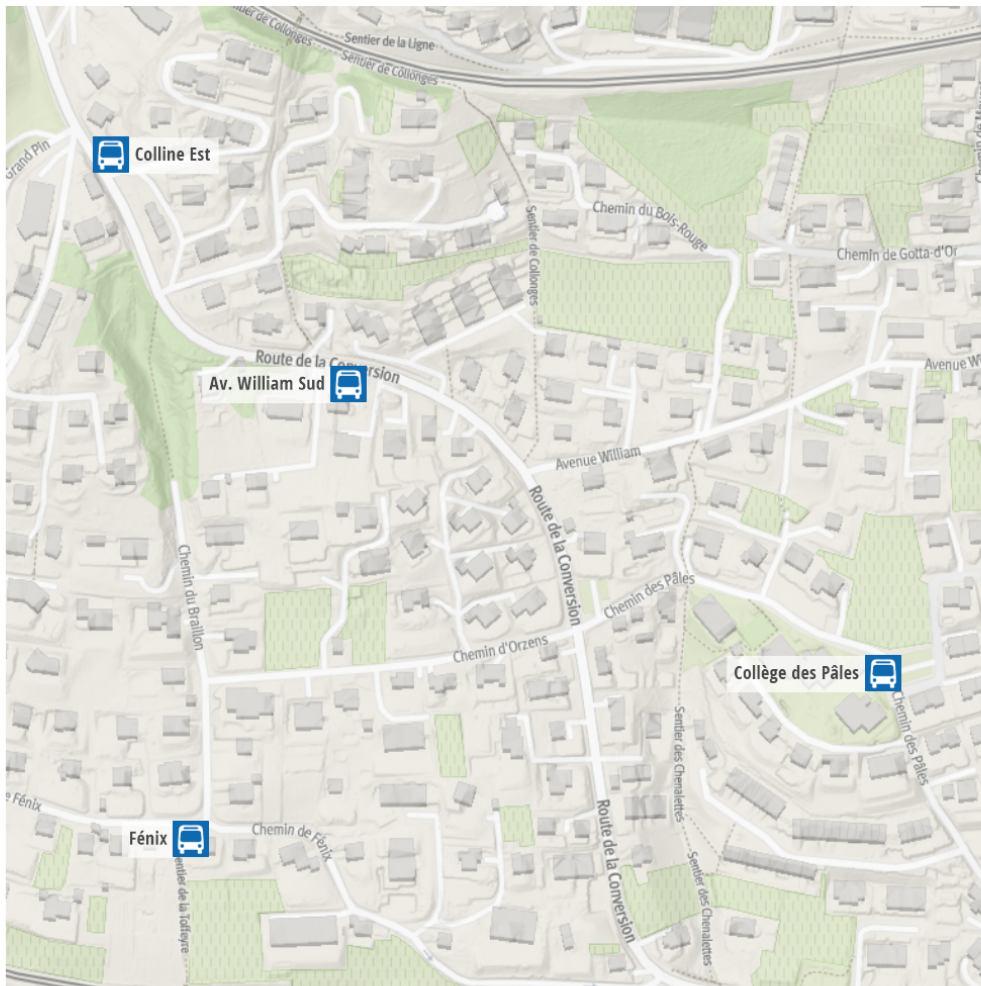 Sentier de Collonges
Sentier de la Ligne
Sentier de Collonges
Grand Pin
Colline Est
Chemin du Bois-Rouge
Sentier de Collonges
Chemin de Gotta-d'Or
Route de la Conversion
Av. William Sud
Avenue
Avenue William
Route de la Conversion
Chemin du Braillon
Chemin des Pâles
Chemin d'Orzens
Collège des Pâles
Chemin des Pâles
Sentier des Chenalettes
Fénix
Fénix
Chemin de Fénix
Route de la Conversion
Sentier de la Toffeyre
Sentier des Chenalettes